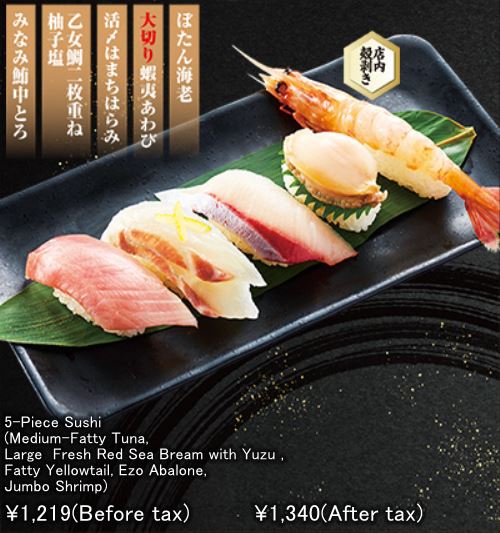 ぼたん海老
大切り蝦夷あわび
活〆はまちはらみ
乙女鯛二枚重ね
柚子塩
みなみ鮪中とろ
店内
殻剥き
5-Piece Sushi
(Medium-Fatty Tuna,
Large Fresh Red Sea Bream with Yuzu ,
Fatty Yellowtail, Ezo Abalone,
Jumbo Shrimp)
¥1,219(Before tax) ¥1,340(After tax)